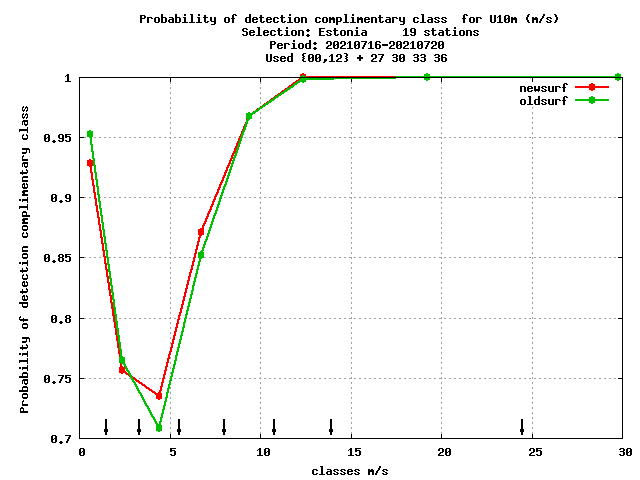 Probability of detection complimentary class  for U10m (m/s)
Selection: Estonia     19 stations
Period: 20210716-20210720
Used {00,12} + 27 30 33 36
newsurf
oldsurf
Probability of detection complimentary class
1
0.95
0.9
0.85
0.8
0.75
0.7
0 5 10 15 20 25 30
classes m/s